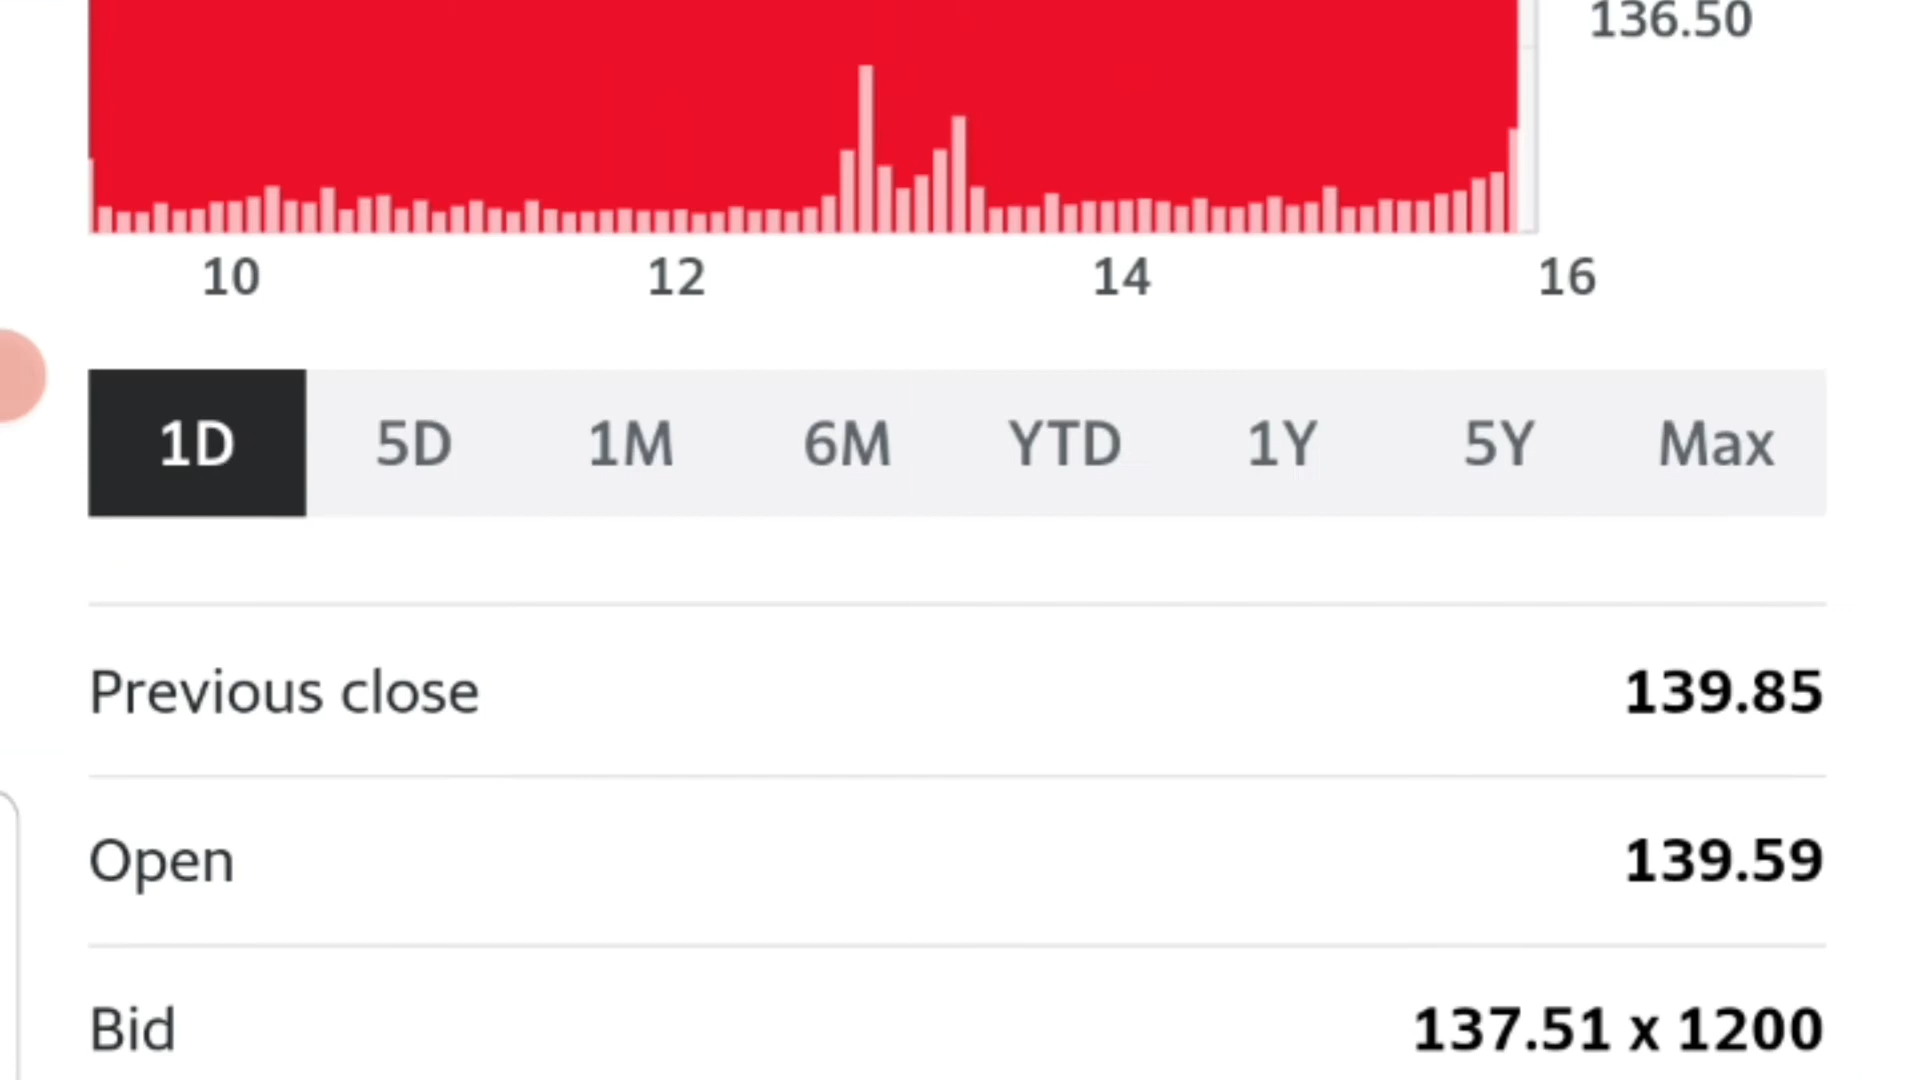 136.50
10 12 14 16
1D 5D 1M 6M YTD 1Y 5Y Max
Previous close 139.85
Open 139.59
Bid 137.51 x 1200